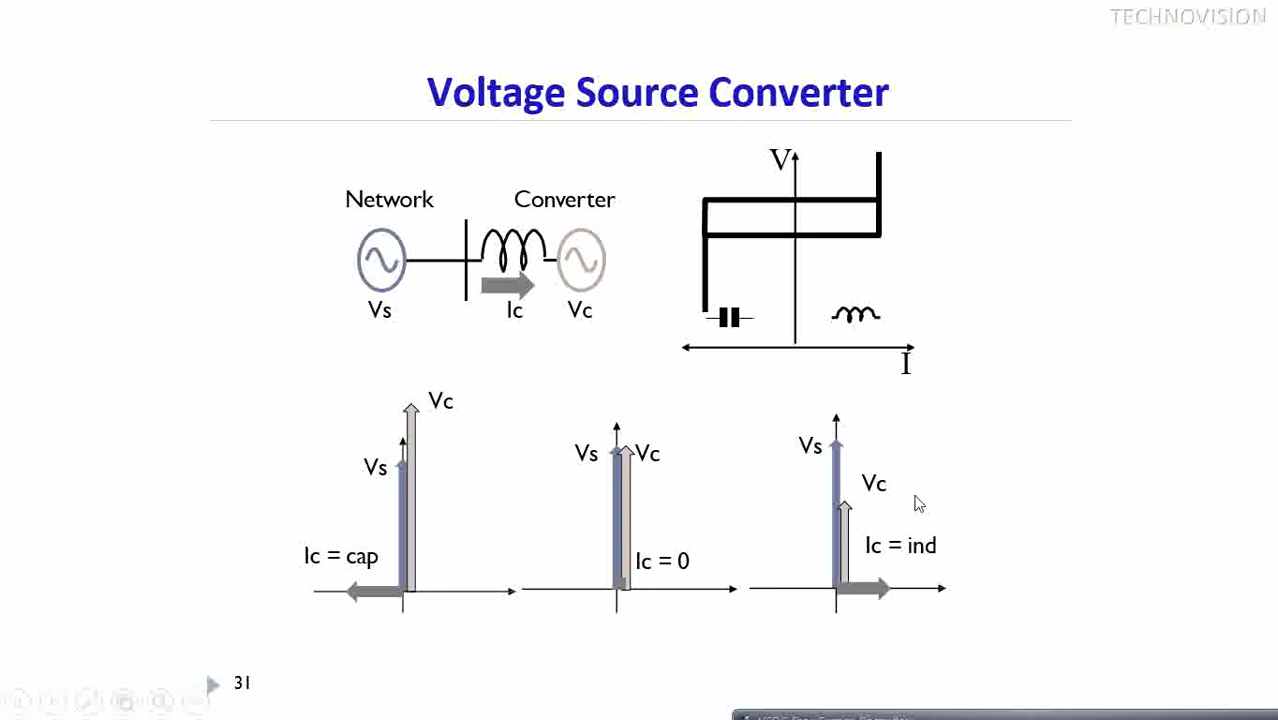 TECHNOVISION
Voltage Source Converter
Network
Converter
Vs
Ic
Vc
V
I
Vc
Vs
Ic = cap
Vs
Vc
Ic = 0
Vs
Vc
Ic = ind
31